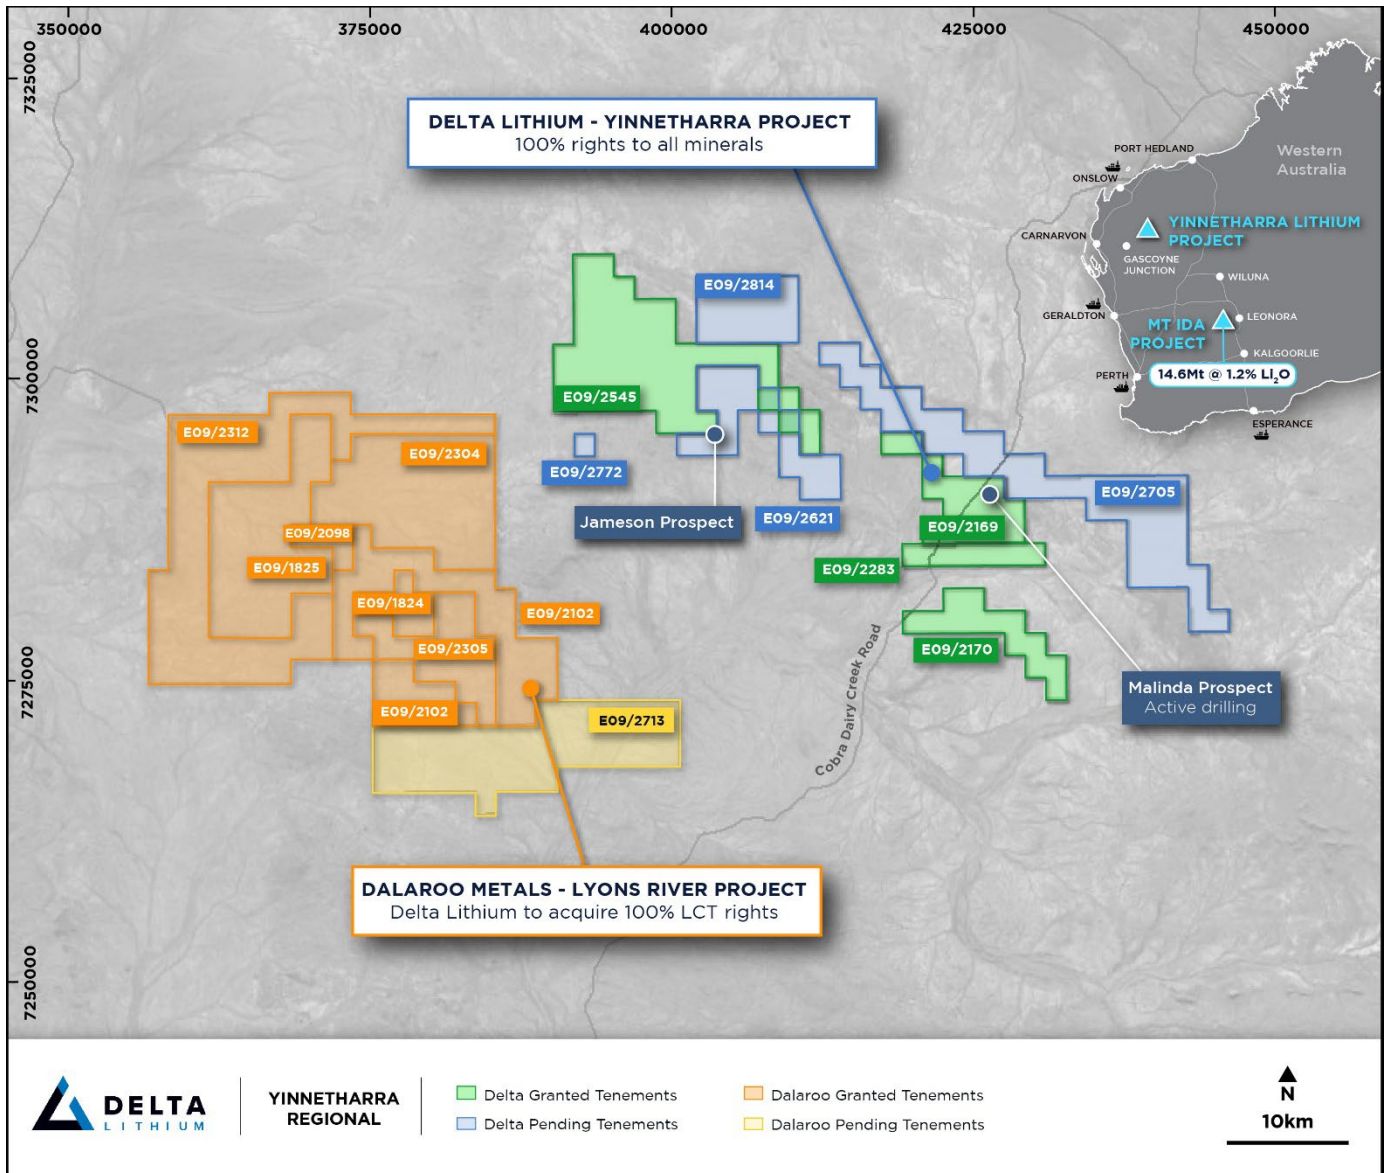 350000
375000
400000
425000
450000
7325000
7300000
7275000
7250000
DELTA LITHIUM - YINNETHARRA PROJECT
100% rights to all minerals
Western
Australia
PORT HEDLAND
ONSLOW
YINNETHARRA LITHIUM
PROJECT
CARNARVON
GASCOYNE
JUNCTION
WILUNA
GERALDTON
MT IDA
PROJECT
LEONORA
KALGOORLIE
PERTH
14.6Mt @ 1.2% Li₂O
ESPERANCE
E09/2814
E09/2545
E09/2312
E09/2304
E09/2772
E09/2705
E09/2621
Jameson Prospect
E09/2169
E09/2098
E09/1825
E09/2283
E09/1824
E09/2102
E09/2305
E09/2170
Cobra Dairy Creek Road
Malinda Prospect
Active drilling
E09/2102
E09/2713
DALAROO METALS - LYONS RIVER PROJECT
Delta Lithium to acquire 100% LCT rights
DELTA
LITHIUM
YINNETHARRA
REGIONAL
Delta Granted Tenements
Delta Pending Tenements
Dalaroo Granted Tenements
Dalaroo Pending Tenements
N
10km